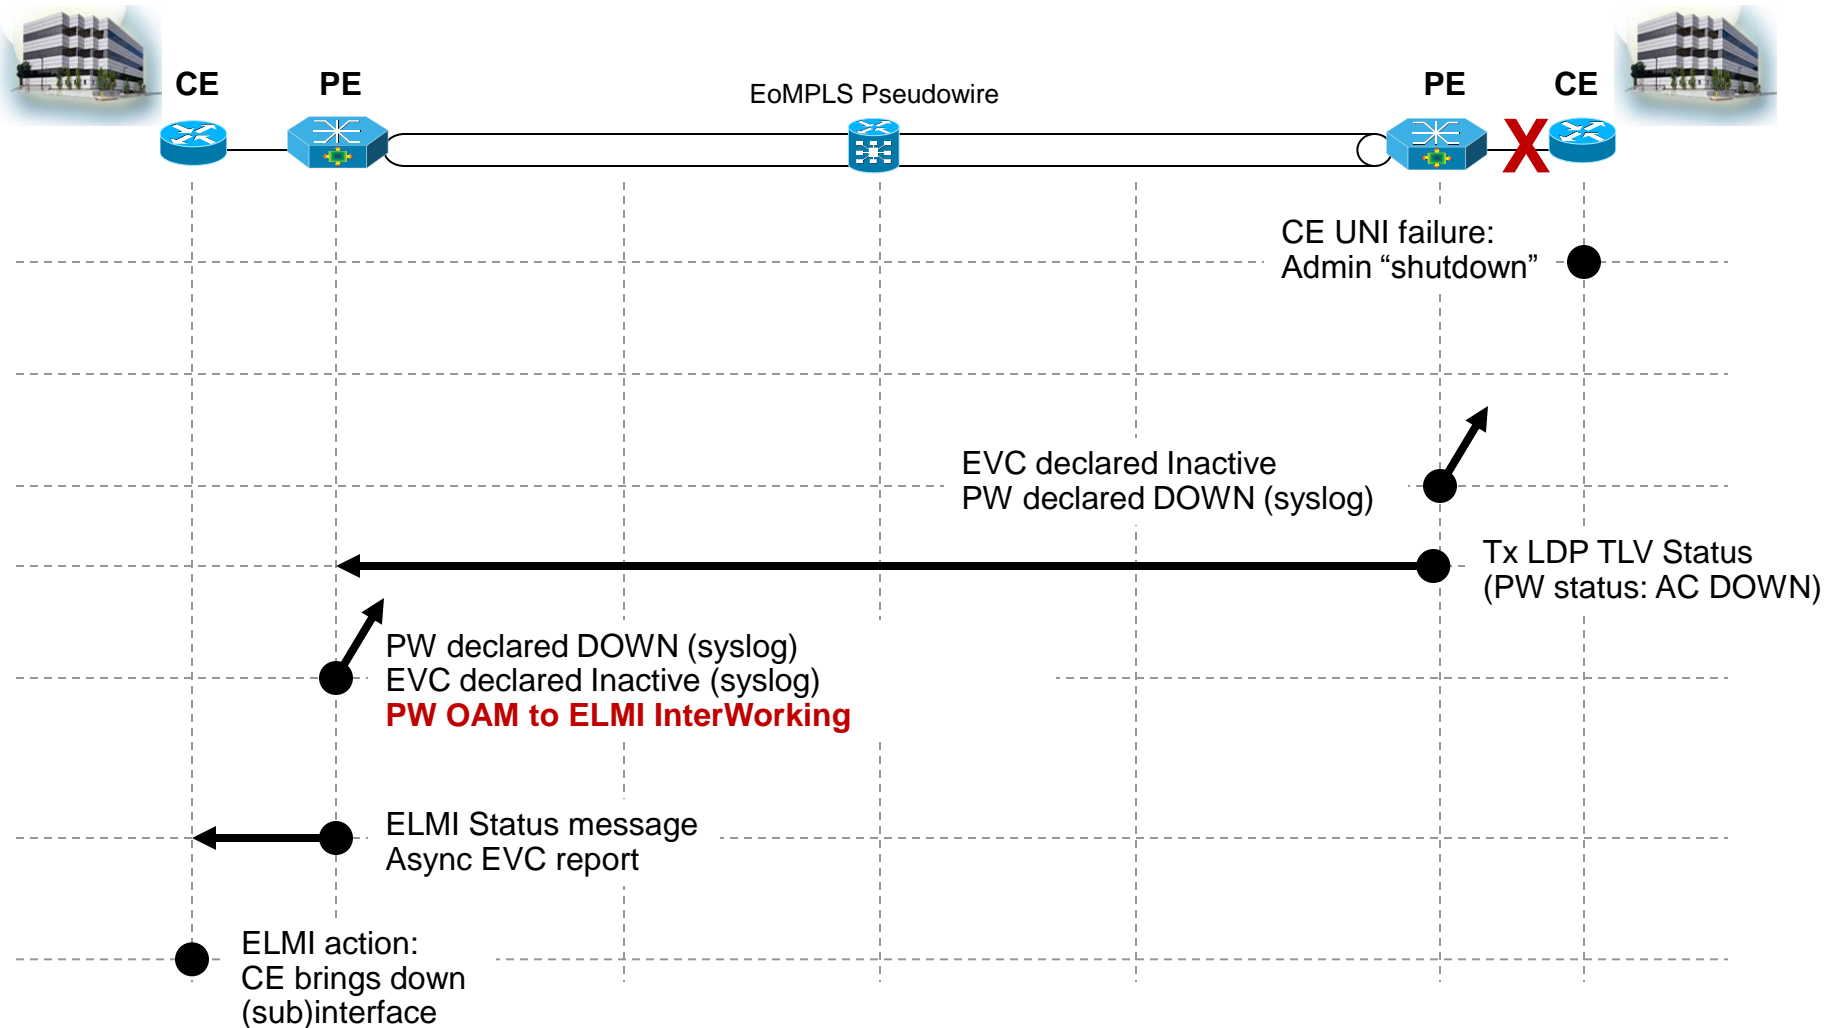 CE
PE
EoMPLS Pseudowire
PE
CE
X
CE UNI failure:
Admin “shutdown”
EVC declared Inactive
PW declared DOWN (syslog)
Tx LDP TLV Status
(PW status: AC DOWN)
PW declared DOWN (syslog)
EVC declared Inactive (syslog)
PW OAM to ELMI InterWorking
ELMI Status message
Async EVC report
ELMI action:
CE brings down
(sub)interface